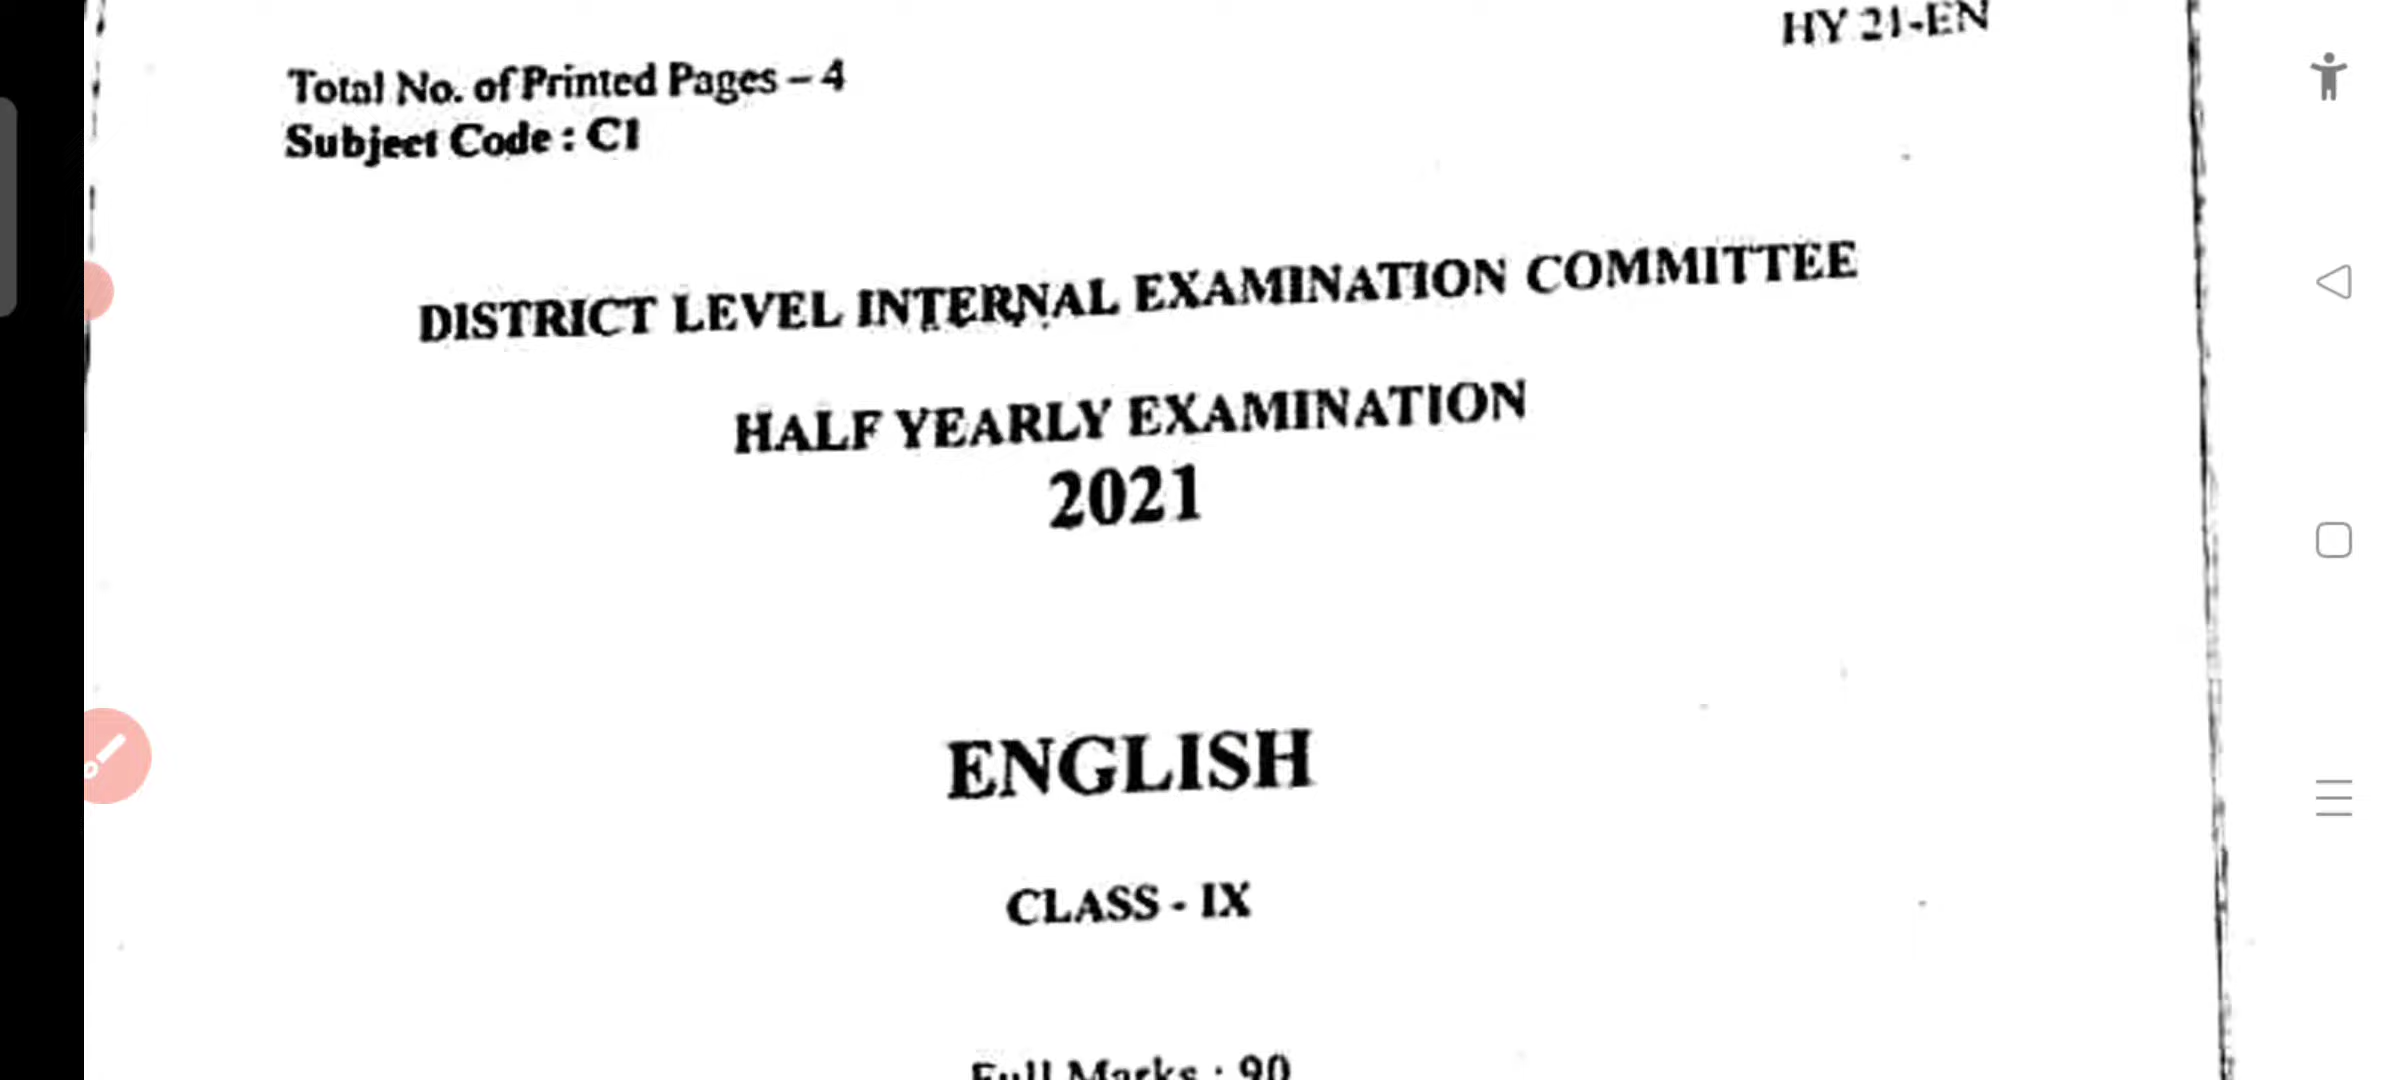 HY 21-EN
Total No. of Printed Pages – 4
Subject Code : C1
DISTRICT LEVEL INTERNAL EXAMINATION COMMITTEE
HALF YEARLY EXAMINATION
2021
ENGLISH
CLASS - IX
Full Marks : 90